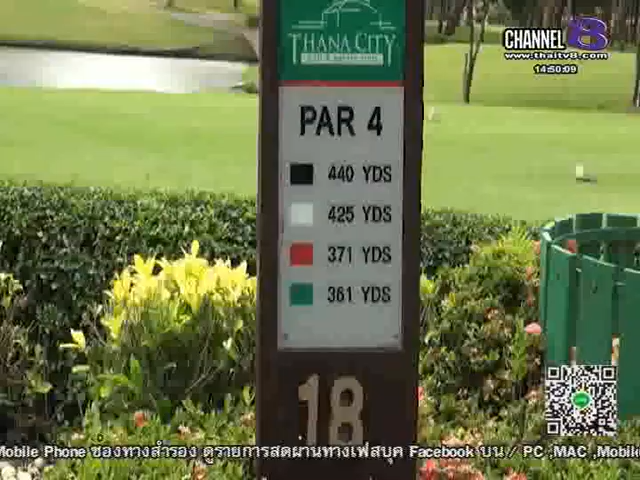 THANA CITY
CHANNEL 8
www.thaitv8.com
14:50:09
PAR 4
440 YDS
425 YDS
371 YDS
361 YDS
18
Mobile Phone ช่องทางสำรอง ดูรายการสดผ่านทางเฟสบุค Facebook บน / PC ,MAC ,Mobile